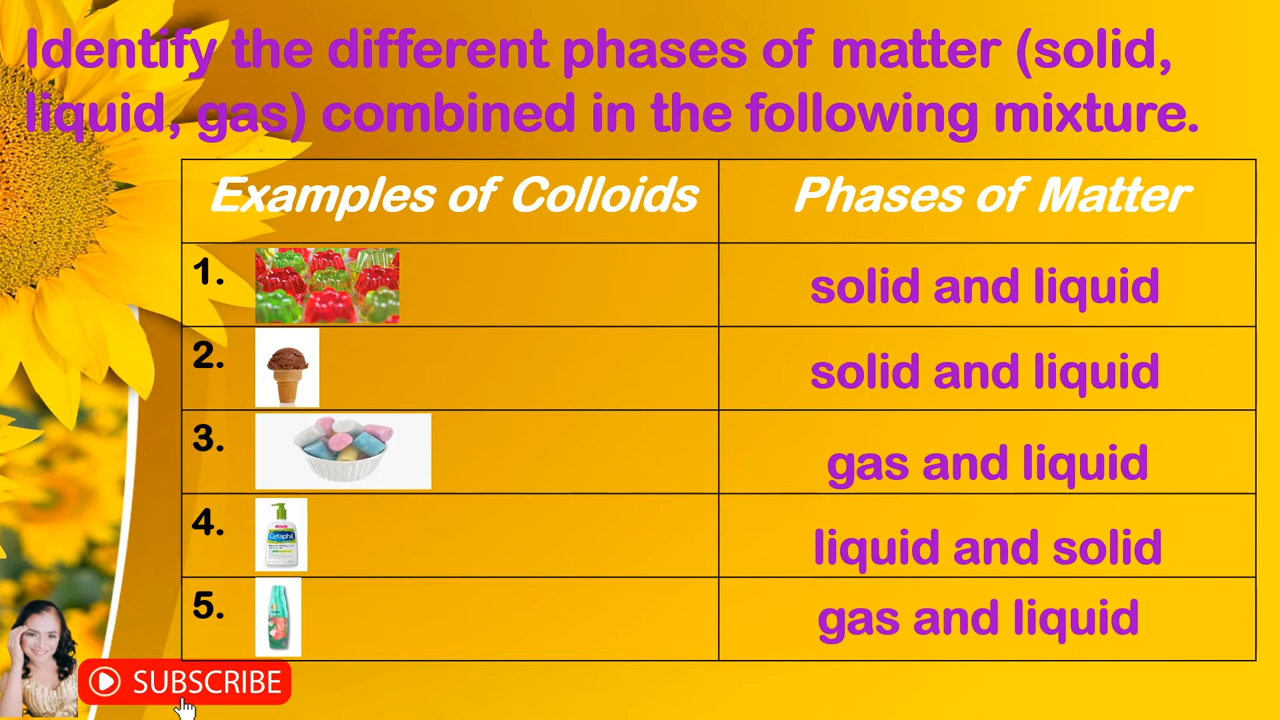 Identify the different phases of matter (solid,
liquid, gas) combined in the following mixture.
Examples of Colloids
Phases of Matter
1.
solid and liquid
2.
solid and liquid
3.
gas and liquid
4.
Cetaphil
liquid and solid
5.
gas and liquid
SUBSCRIBE